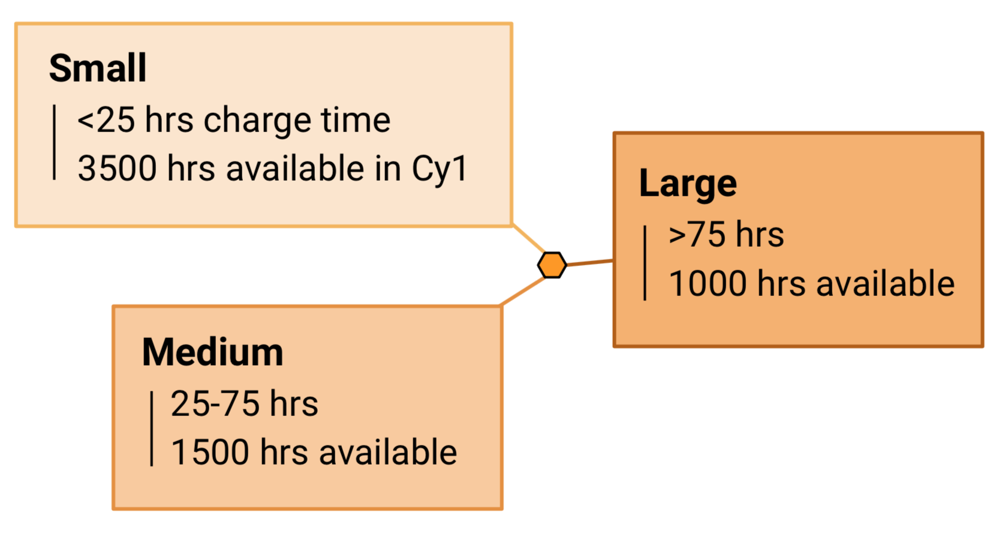 Small
<25 hrs charge time
3500 hrs available in Cy1
Medium
25-75 hrs
1500 hrs available
Large
>75 hrs
1000 hrs available